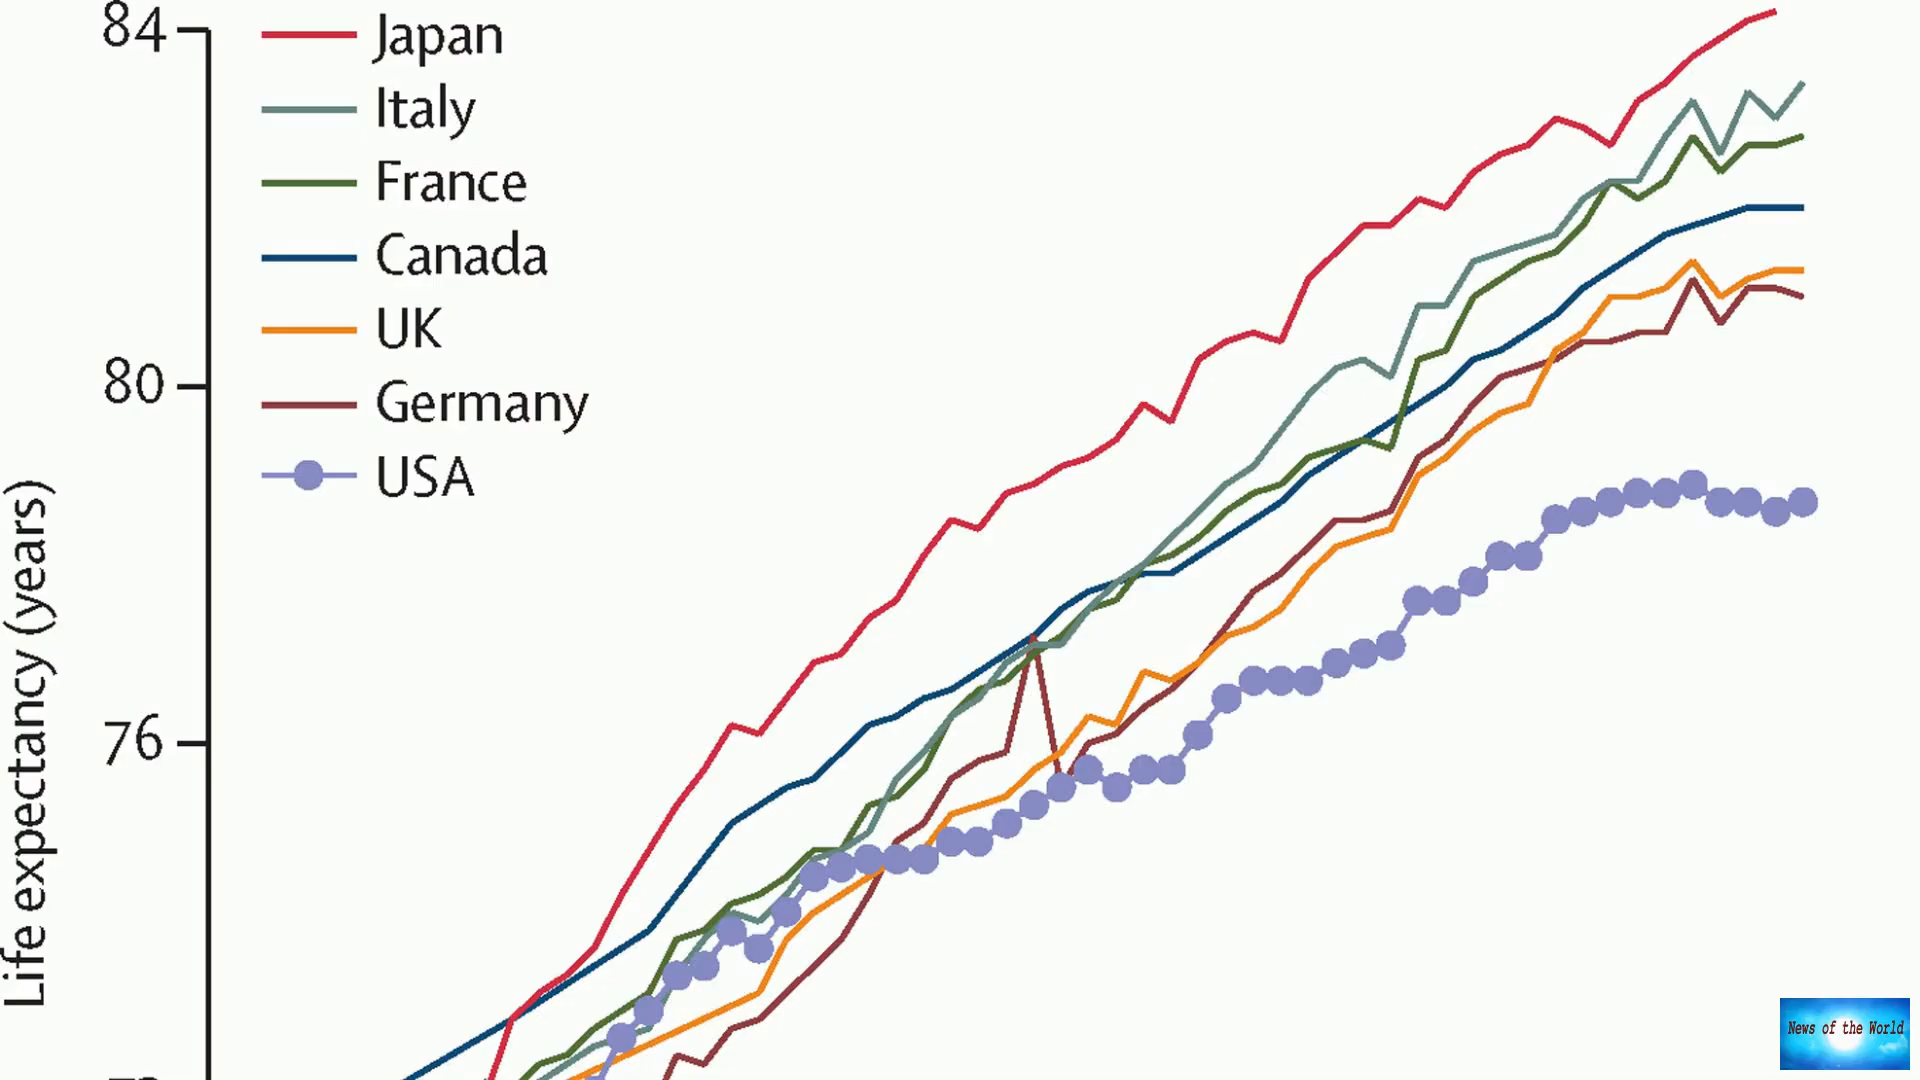 84
Japan
Italy
France
Canada
UK
80
Germany
USA
Life expectancy (years)
76
News of the World